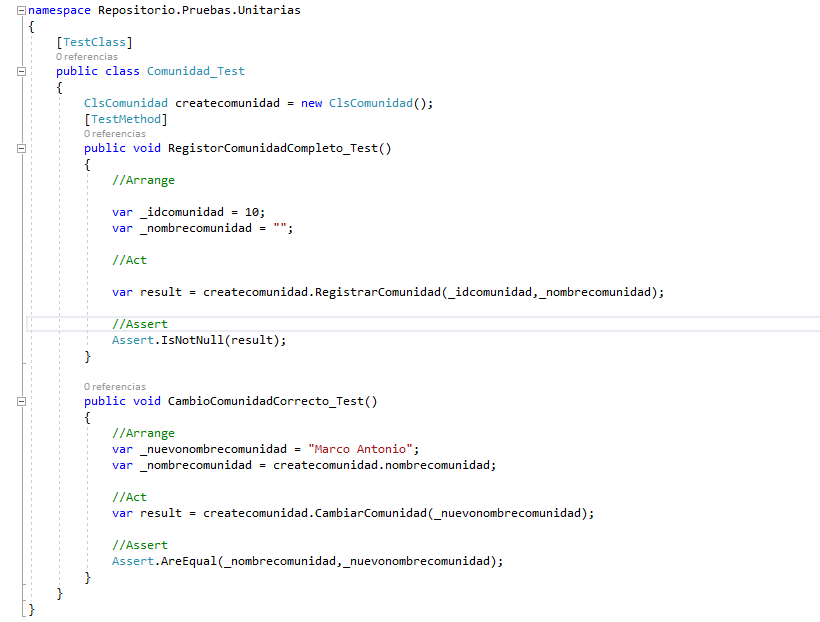 namespace Repositorio.Pruebas.Unitarias
{
[TestClass]
0 referencias
public class Comunidad_Test
{
ClsComunidad createcomunidad = new ClsComunidad();
[TestMethod]
0 referencias
public void RegistorComunidadCompleto_Test()
{
//Arrange
var _idcomunidad = 10;
var _nombrecomunidad = "";
//Act
var result = createcomunidad.RegistrarComunidad(_idcomunidad,_nombrecomunidad);
//Assert
Assert.IsNotNull(result);
}
0 referencias
public void CambioComunidadCorrecto_Test()
{
//Arrange
var _nuevonombrecomunidad = "Marco Antonio";
var _nombrecomunidad = createcomunidad.nombrecomunidad;
//Act
var result = createcomunidad.CambiarComunidad(_nuevonombrecomunidad);
//Assert
Assert.AreEqual(_nombrecomunidad,_nuevonombrecomunidad);
}
}
}